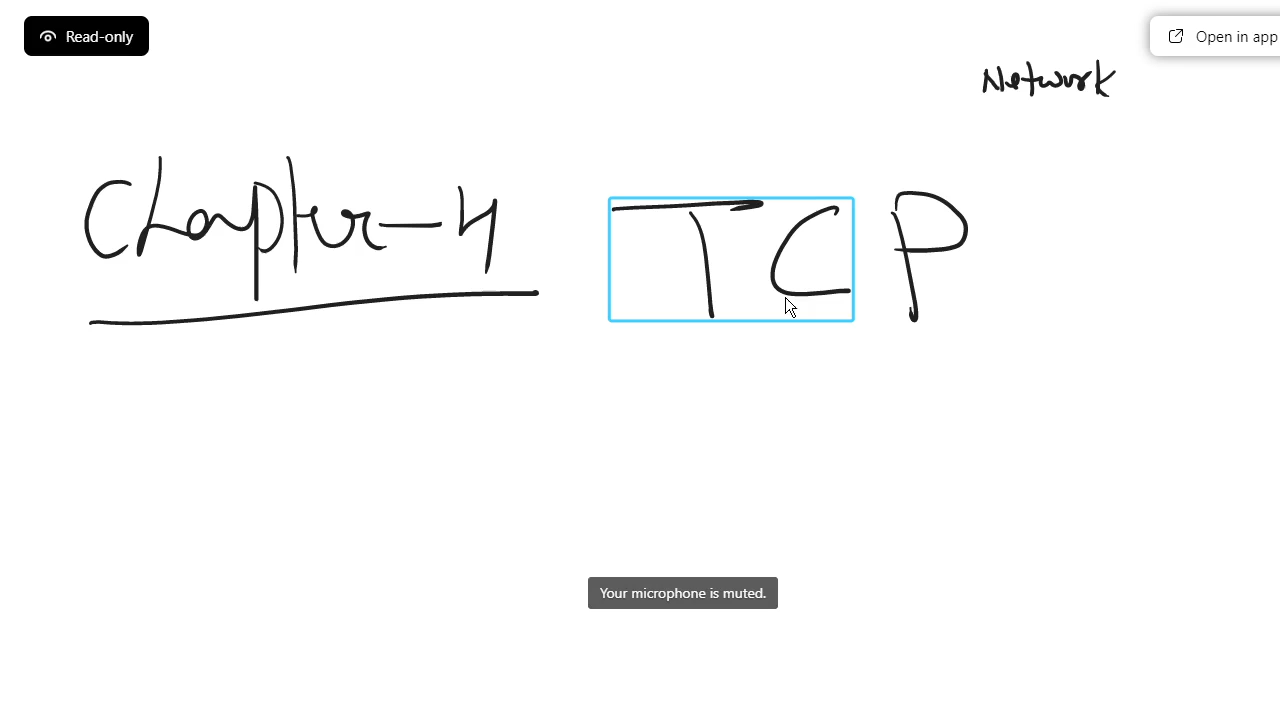 Read-only
Open in app
Network
Chapter-4 TCP
Your microphone is muted.